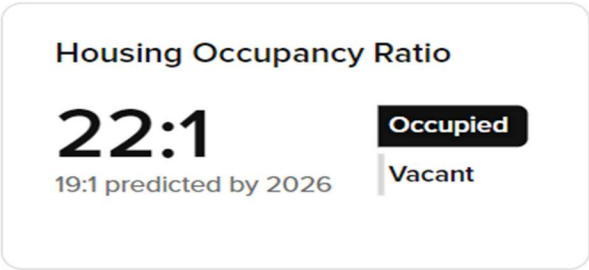 Housing Occupancy Ratio
22:1
19:1 predicted by 2026
Occupied
Vacant